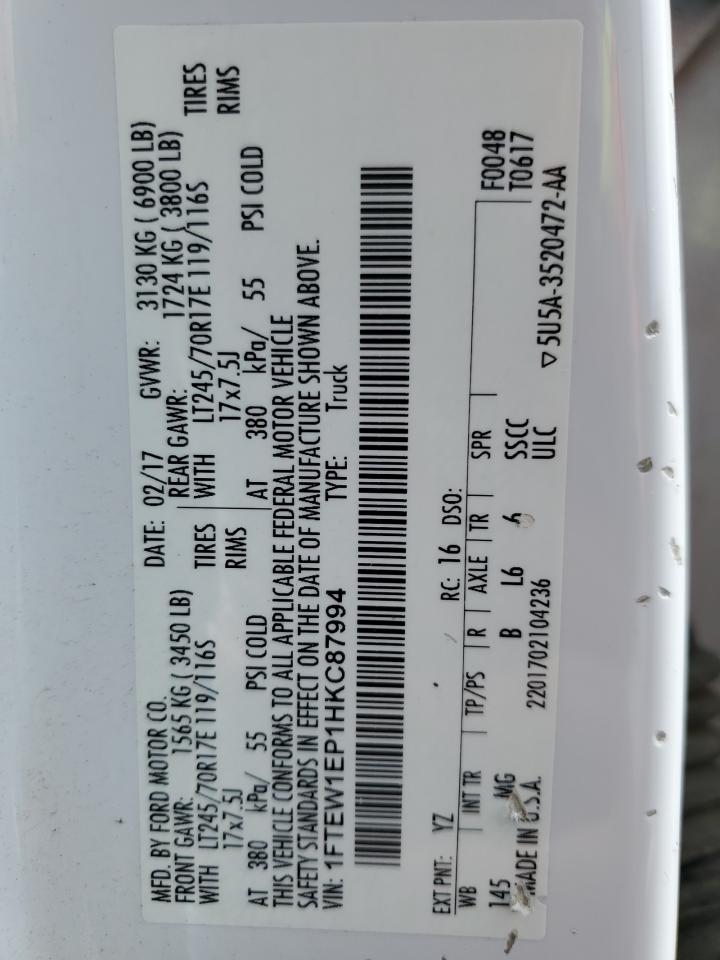 MFD. BY FORD MOTOR CO.
DATE: 02/17 GVWR: 3130 KG ( 6900 LB)
FRONT GAWR: 1565 KG ( 3450 LB)
REAR GAWR: 1724 KG ( 3800 LB)
WITH LT245/70R17E 119/116S TIRES
WITH LT245/70R17E 119/116S TIRES
17x7.5J RIMS
17x7.5J RIMS
AT 380 kPa/ 55 PSI COLD
AT 380 kPa/ 55 PSI COLD
THIS VEHICLE CONFORMS TO ALL APPLICABLE FEDERAL MOTOR VEHICLE
SAFETY STANDARDS IN EFFECT ON THE DATE OF MANUFACTURE SHOWN ABOVE.
VIN: 1FTEW1EP1HKC87994 TYPE: Truck
EXT PNT: YZ RC: 16 DSO: F0048
WB INT TR TP/PS R AXLE TR SPR T0617
145 MG B L6 6 SSCC
ULC
MADE IN U.S.A. 2201702104236
▽ 5U5A-3520472-AA